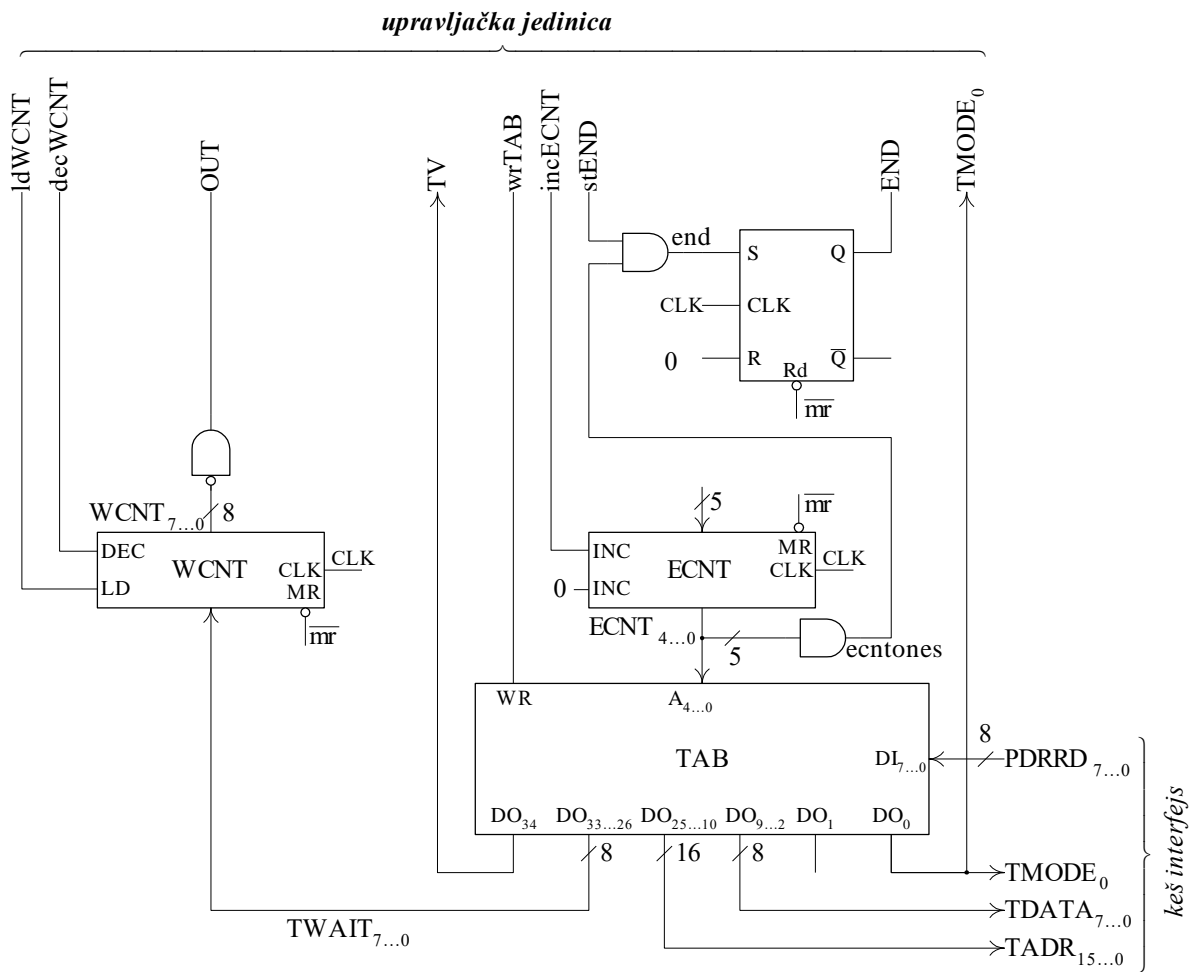 upravljačka jedinica
ldWCNT
decWCNT
OUT
TV
wrTAB
incECNT
stEND
END
TMODE0
end
S
Q
CLK
CLK
0
R
Q
Rd
mr
WCNT7...0
8
5
mr
DEC
WCNT
CLK
CLK
LD
MR
mr
INC
ECNT
MR
CLK
CLK
0
INC
ECNT4...0
5
ecntones
WR
A4...0
TAB
DI7...0
8
PDRRD7...0
DO34
DO33...26
DO25...10
DO9...2
DO1
DO0
8
16
8
TMODE0
TDATA7...0
TWAIT7...0
TADR15...0
keš interfejs